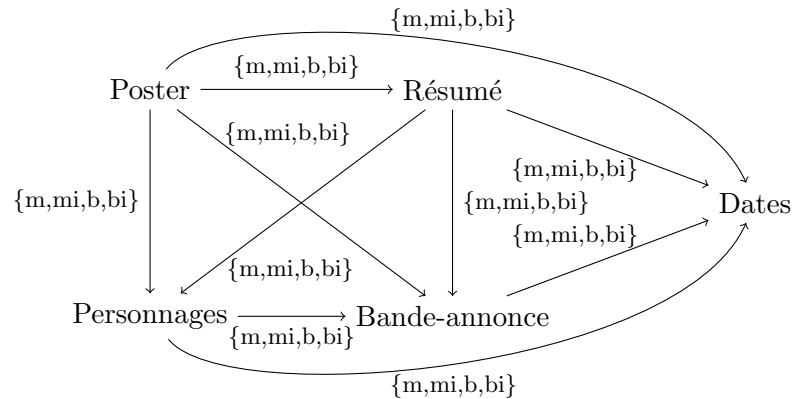 {m,mi,b,bi}
{m,mi,b,bi}
Poster
Résumé
{m,mi,b,bi}
{m,mi,b,bi}
{m,mi,b,bi}
{m,mi,b,bi}
Dates
{m,mi,b,bi}
{m,mi,b,bi}
Personnages
Bande-annonce
{m,mi,b,bi}
{m,mi,b,bi}